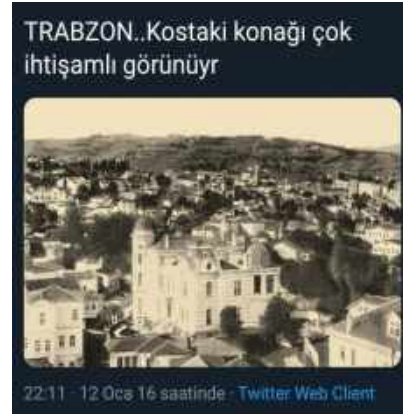 TRABZON..Kostaki konağı çok
ihtişamlı görünüyr
22:11 · 12 Oca 16 saatinde · Twitter Web Client